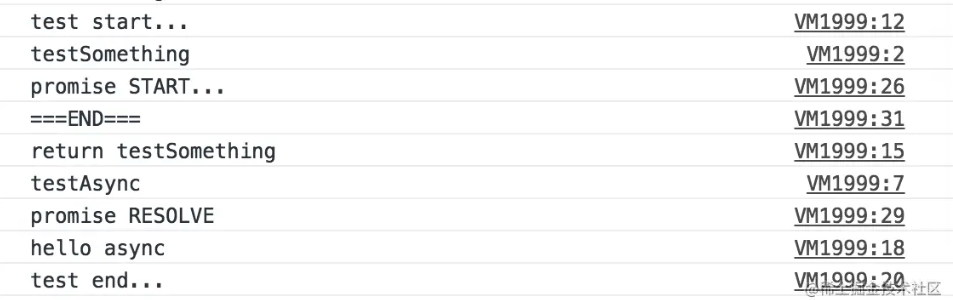 test start... VM1999:12
testSomething VM1999:2
promise START... VM1999:26
===END=== VM1999:31
return testSomething VM1999:15
testAsync VM1999:7
promise RESOLVE VM1999:29
hello async VM1999:18
test end... VM1999:20
@稀土掘金技术社区